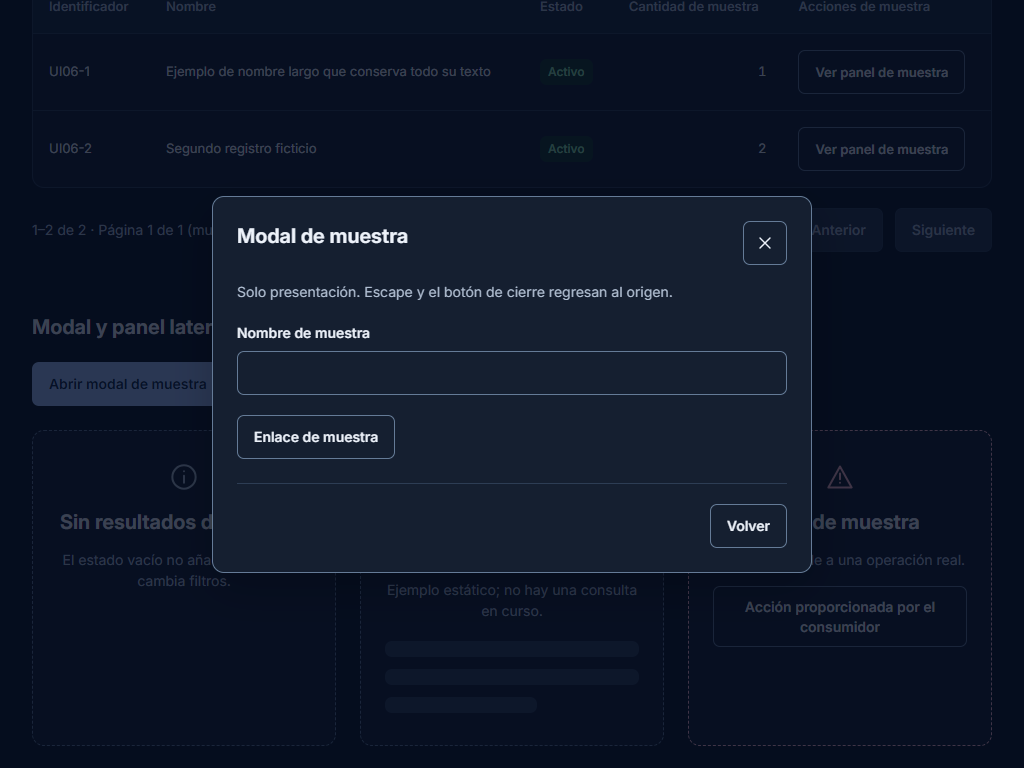 Identificador Nombre Estado Cantidad de muestra Acciones de muestra
UI06-1 Ejemplo de nombre largo que conserva todo su texto Activo 1 Ver panel de muestra
UI06-2 Segundo registro ficticio Activo 2 Ver panel de muestra
1–2 de 2 · Página 1 de 1 (mu
Anterior Siguiente
Modal de muestra
Solo presentación. Escape y el botón de cierre regresan al origen.
Nombre de muestra
Enlace de muestra
Volver
Modal y panel later
Abrir modal de muestra
Sin resultados d
El estado vacío no aña
cambia filtros.
Ejemplo estático; no hay una consulta
en curso.
de muestra
a una operación real.
Acción proporcionada por el
consumidor